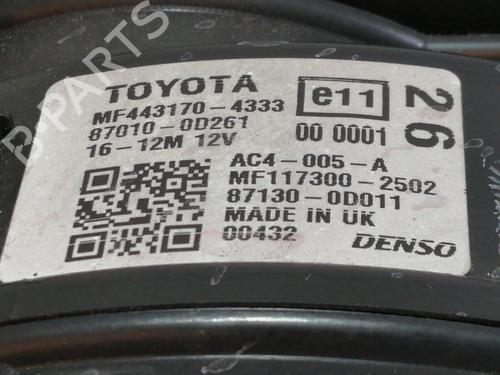 TOYOTA
MF443170-4333
87010-0D261
16-12M 12V
e11
00 0001
26
AC4-005-A
MF117300-2502
87130-0D011
MADE IN UK
00432
DENSO
B-PARTS